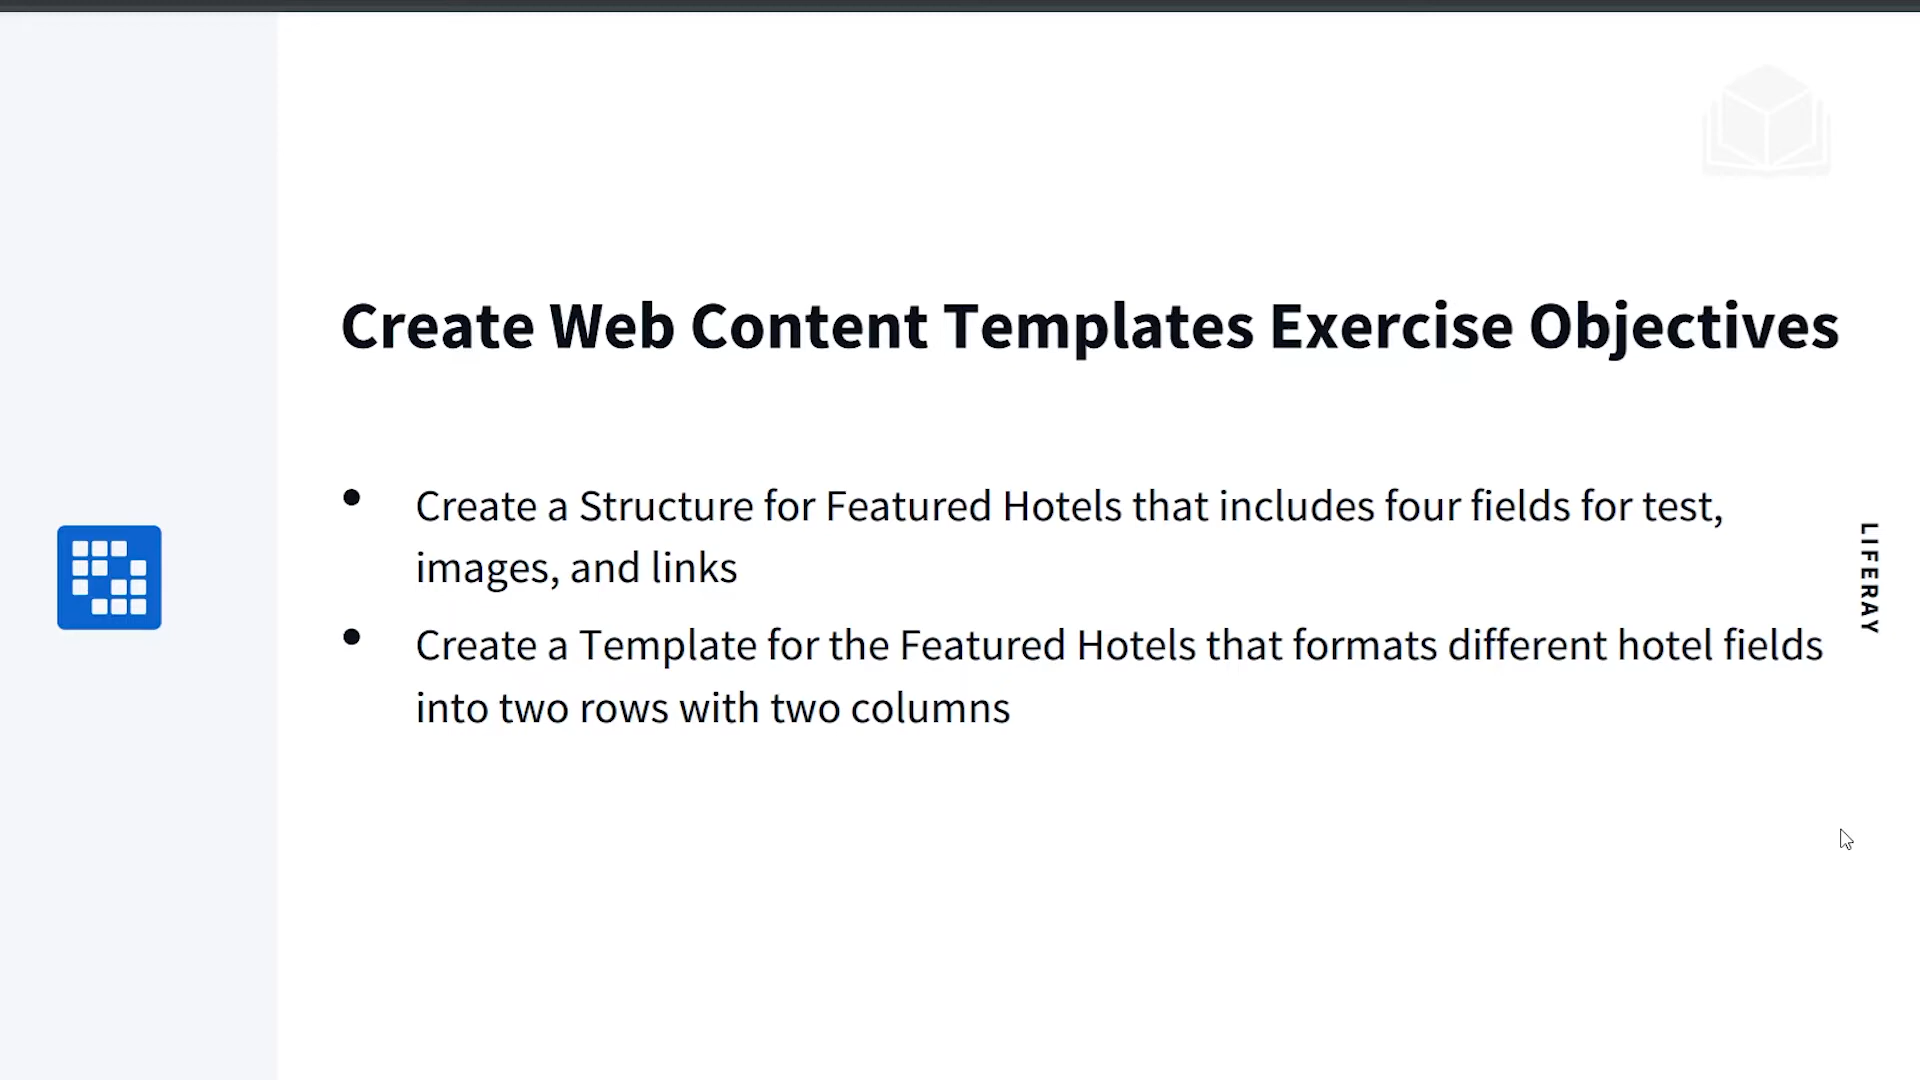 Create Web Content Templates Exercise Objectives
• Create a Structure for Featured Hotels that includes four fields for test,
images, and links
• Create a Template for the Featured Hotels that formats different hotel fields
into two rows with two columns
LIFERAY